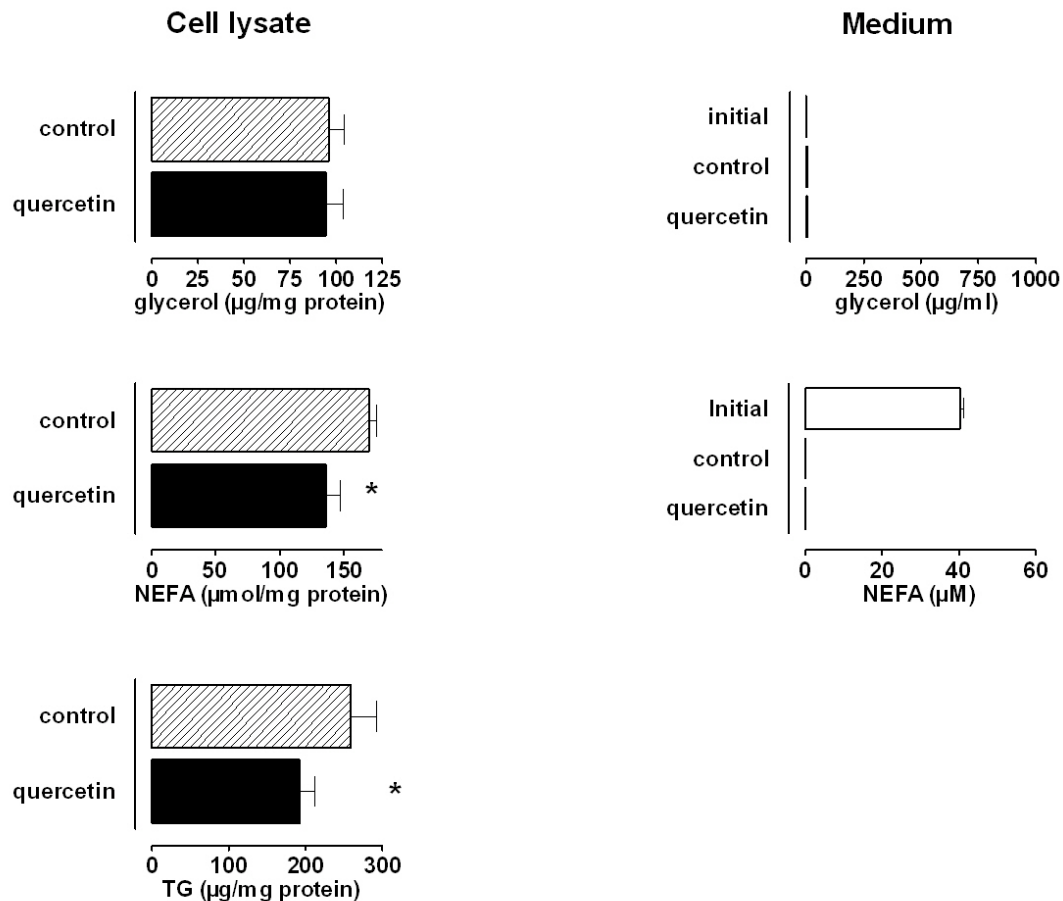 Cell lysate
control
quercetin
0 25 50 75 100 125
glycerol (µg/mg protein)
control
quercetin
*
0 50 100 150
NEFA (µmol/mg protein)
control
quercetin
*
0 100 200 300
TG (µg/mg protein)
Medium
initial
control
quercetin
0 250 500 750 1000
glycerol (µg/ml)
Initial
control
quercetin
0 20 40 60
NEFA (µM)